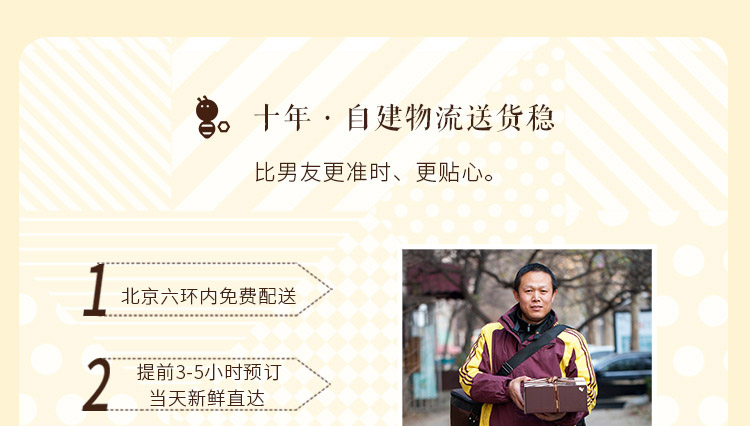 十年·自建物流送货稳
比男友更准时、更贴心。
1
北京六环内免费配送
2
提前3-5小时预订
当天新鲜直达